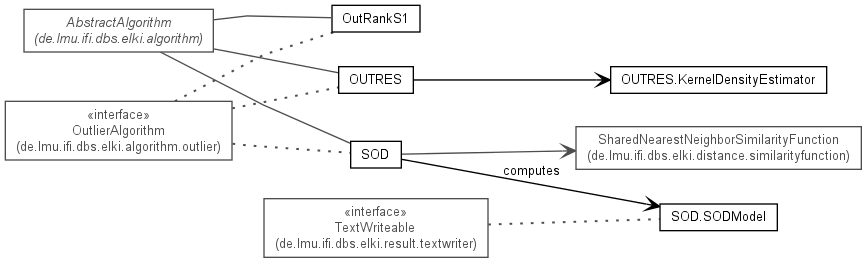 AbstractAlgorithm
(de.lmu.ifi.dbs.elki.algorithm)
OutRankS1
OUTRES
OUTRES.KernelDensityEstimator
«interface»
OutlierAlgorithm
(de.lmu.ifi.dbs.elki.algorithm.outlier)
SOD
SharedNearestNeighborSimilarityFunction
(de.lmu.ifi.dbs.elki.distance.similarityfunction)
computes
«interface»
TextWriteable
(de.lmu.ifi.dbs.elki.result.textwriter)
SOD.SODModel